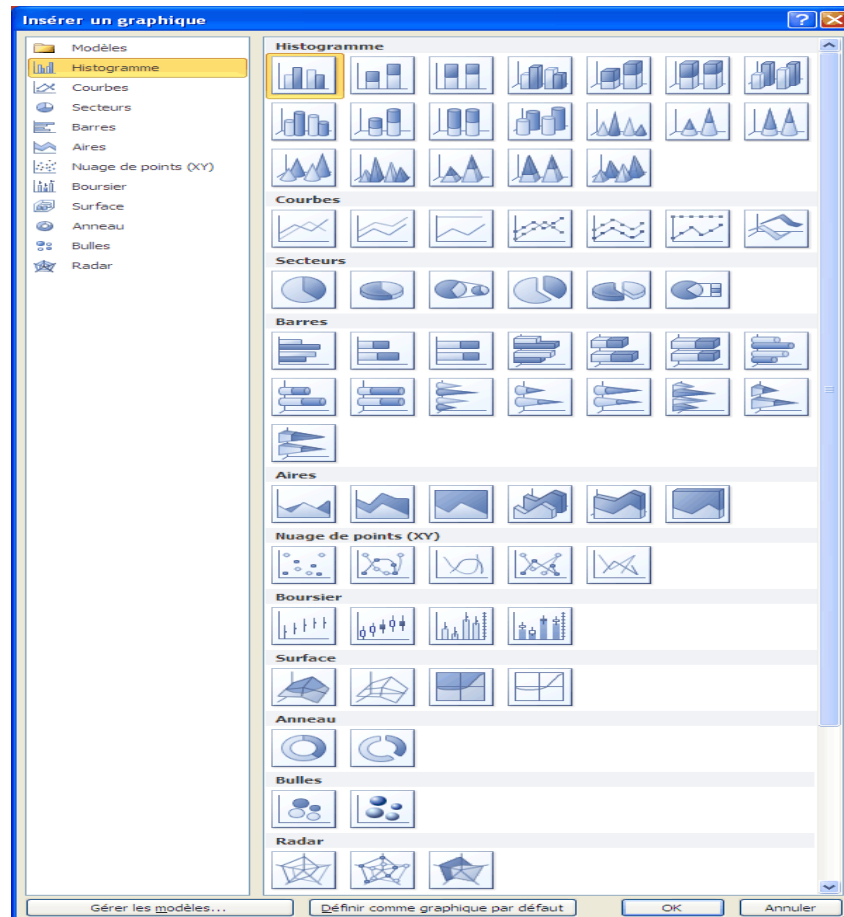 Insérer un graphique
Modèles
Histogramme
Courbes
Secteurs
Barres
Aires
Nuage de points (XY)
Boursier
Surface
Anneau
Bulles
Radar
Histogramme
Courbes
Secteurs
Barres
Aires
Nuage de points (XY)
Boursier
Surface
Anneau
Bulles
Radar
Gérer les modèles...
Définir comme graphique par défaut
OK
Annuler